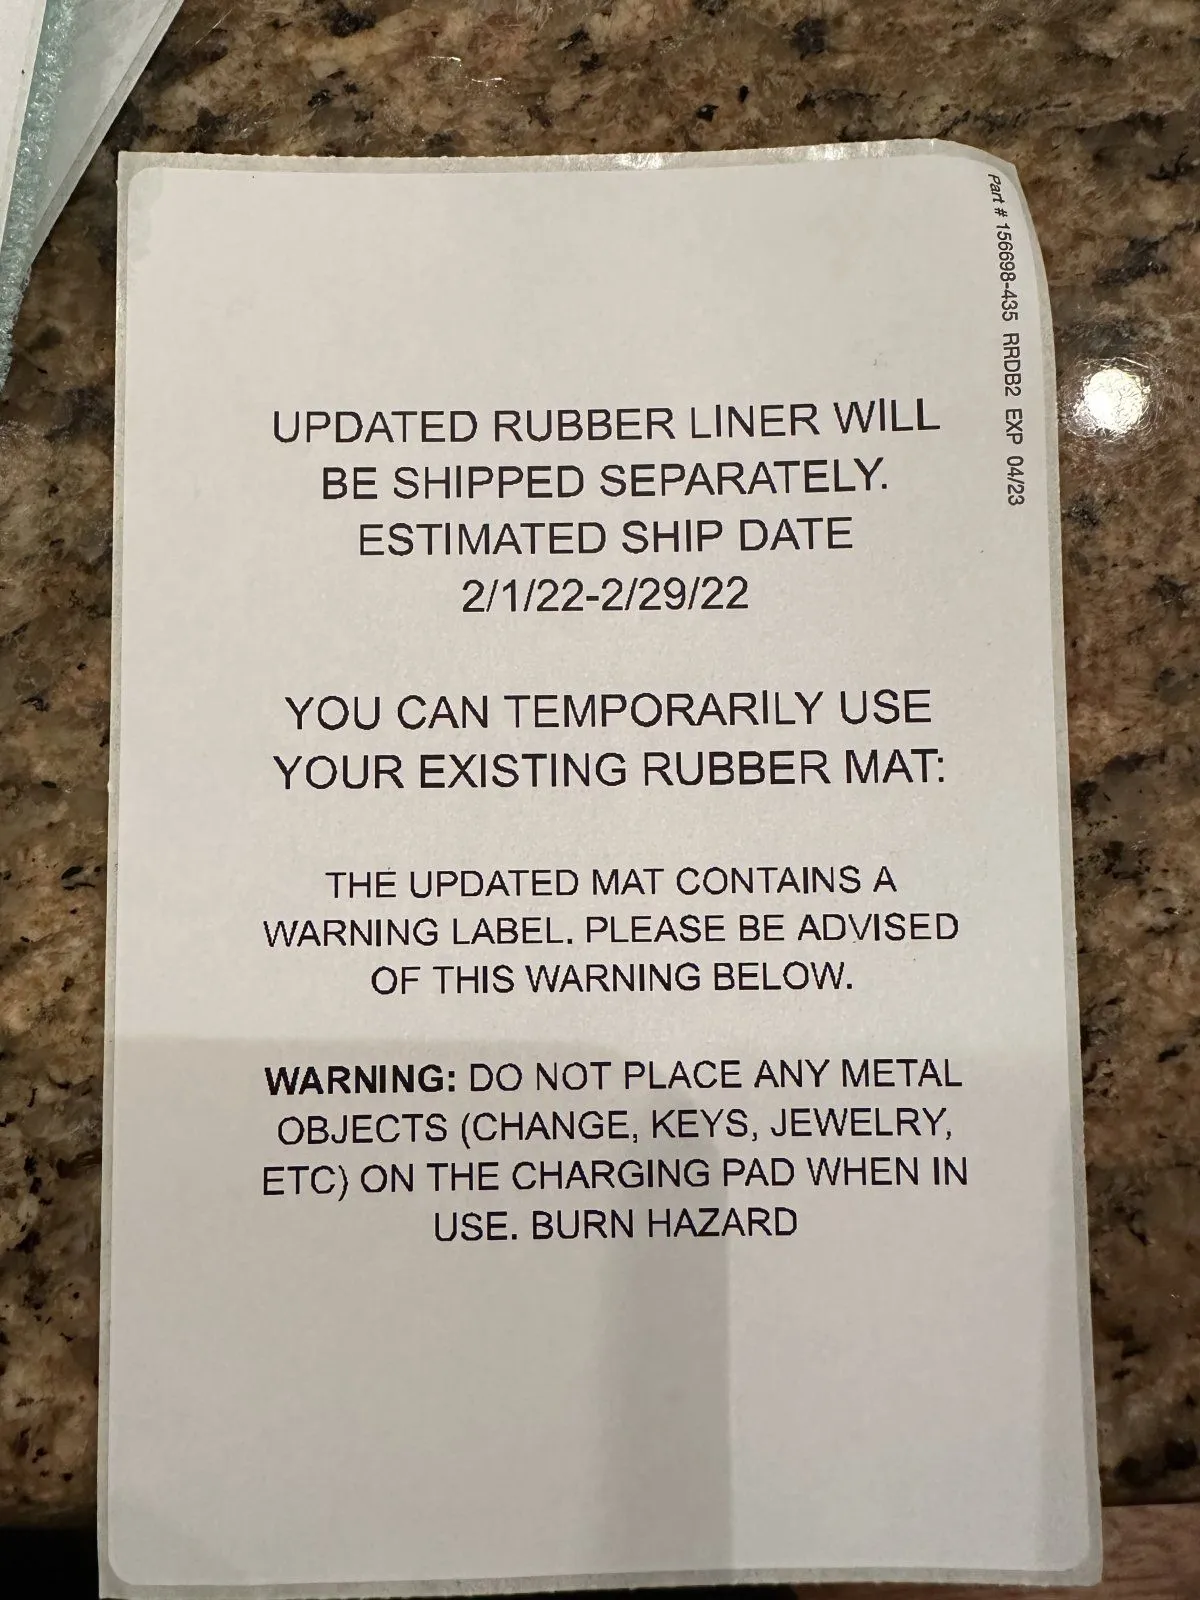 Part # 156698-435 RRDB2 EXP 04/23
UPDATED RUBBER LINER WILL
BE SHIPPED SEPARATELY.
ESTIMATED SHIP DATE
2/1/22-2/29/22
YOU CAN TEMPORARILY USE
YOUR EXISTING RUBBER MAT:
THE UPDATED MAT CONTAINS A
WARNING LABEL. PLEASE BE ADVISED
OF THIS WARNING BELOW.
WARNING: DO NOT PLACE ANY METAL
OBJECTS (CHANGE, KEYS, JEWELRY,
ETC) ON THE CHARGING PAD WHEN IN
USE. BURN HAZARD